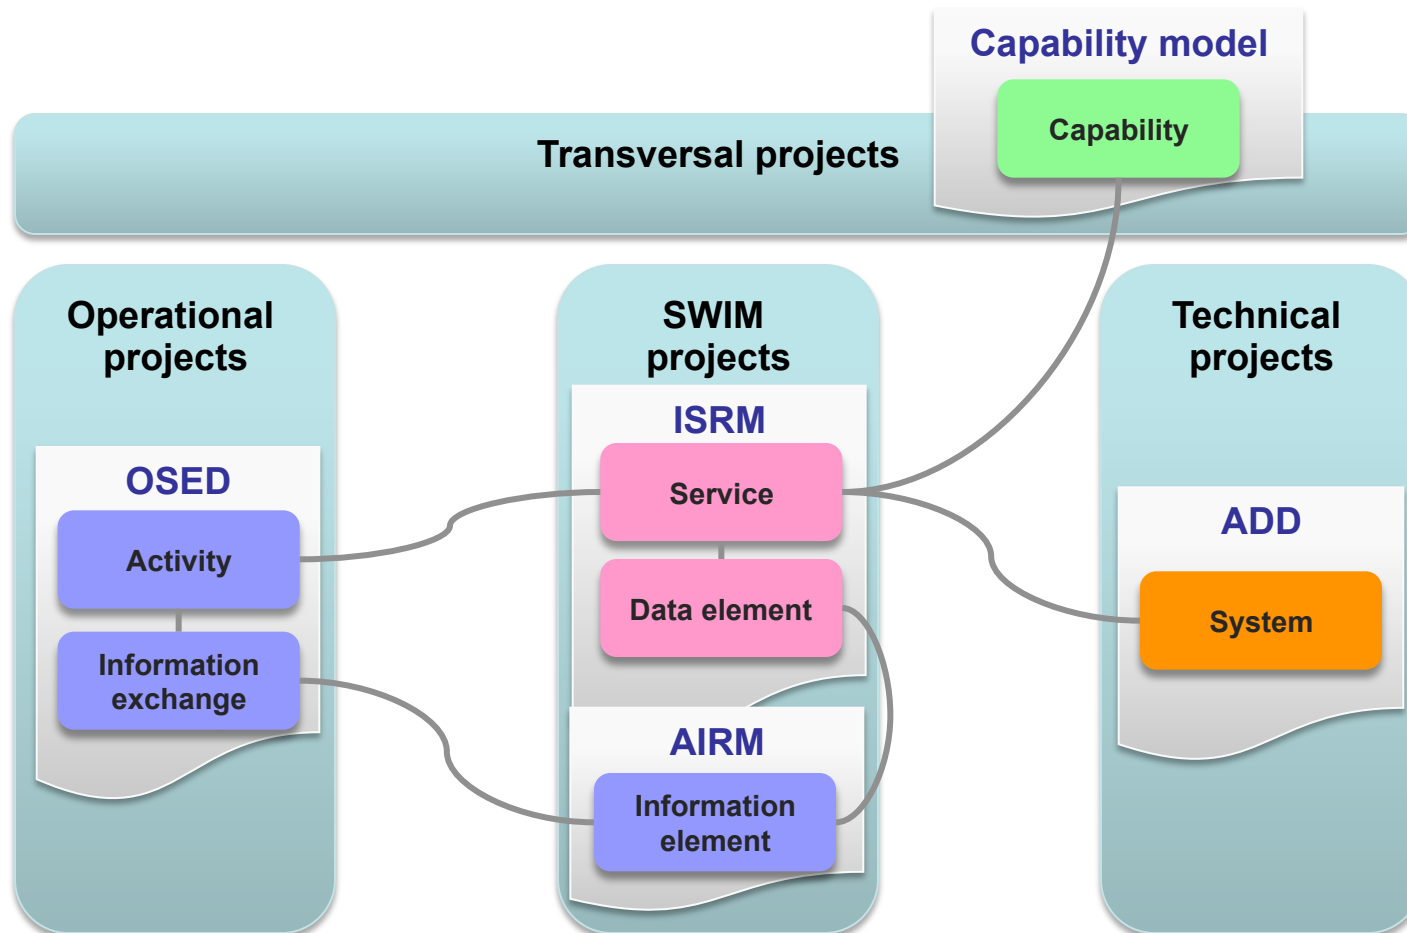 Capability model
Capability
Transversal projects
Operational
projects
OSED
Activity
Information
exchange
SWIM
projects
ISRM
Service
Data element
AIRM
Information
element
Technical
projects
ADD
System